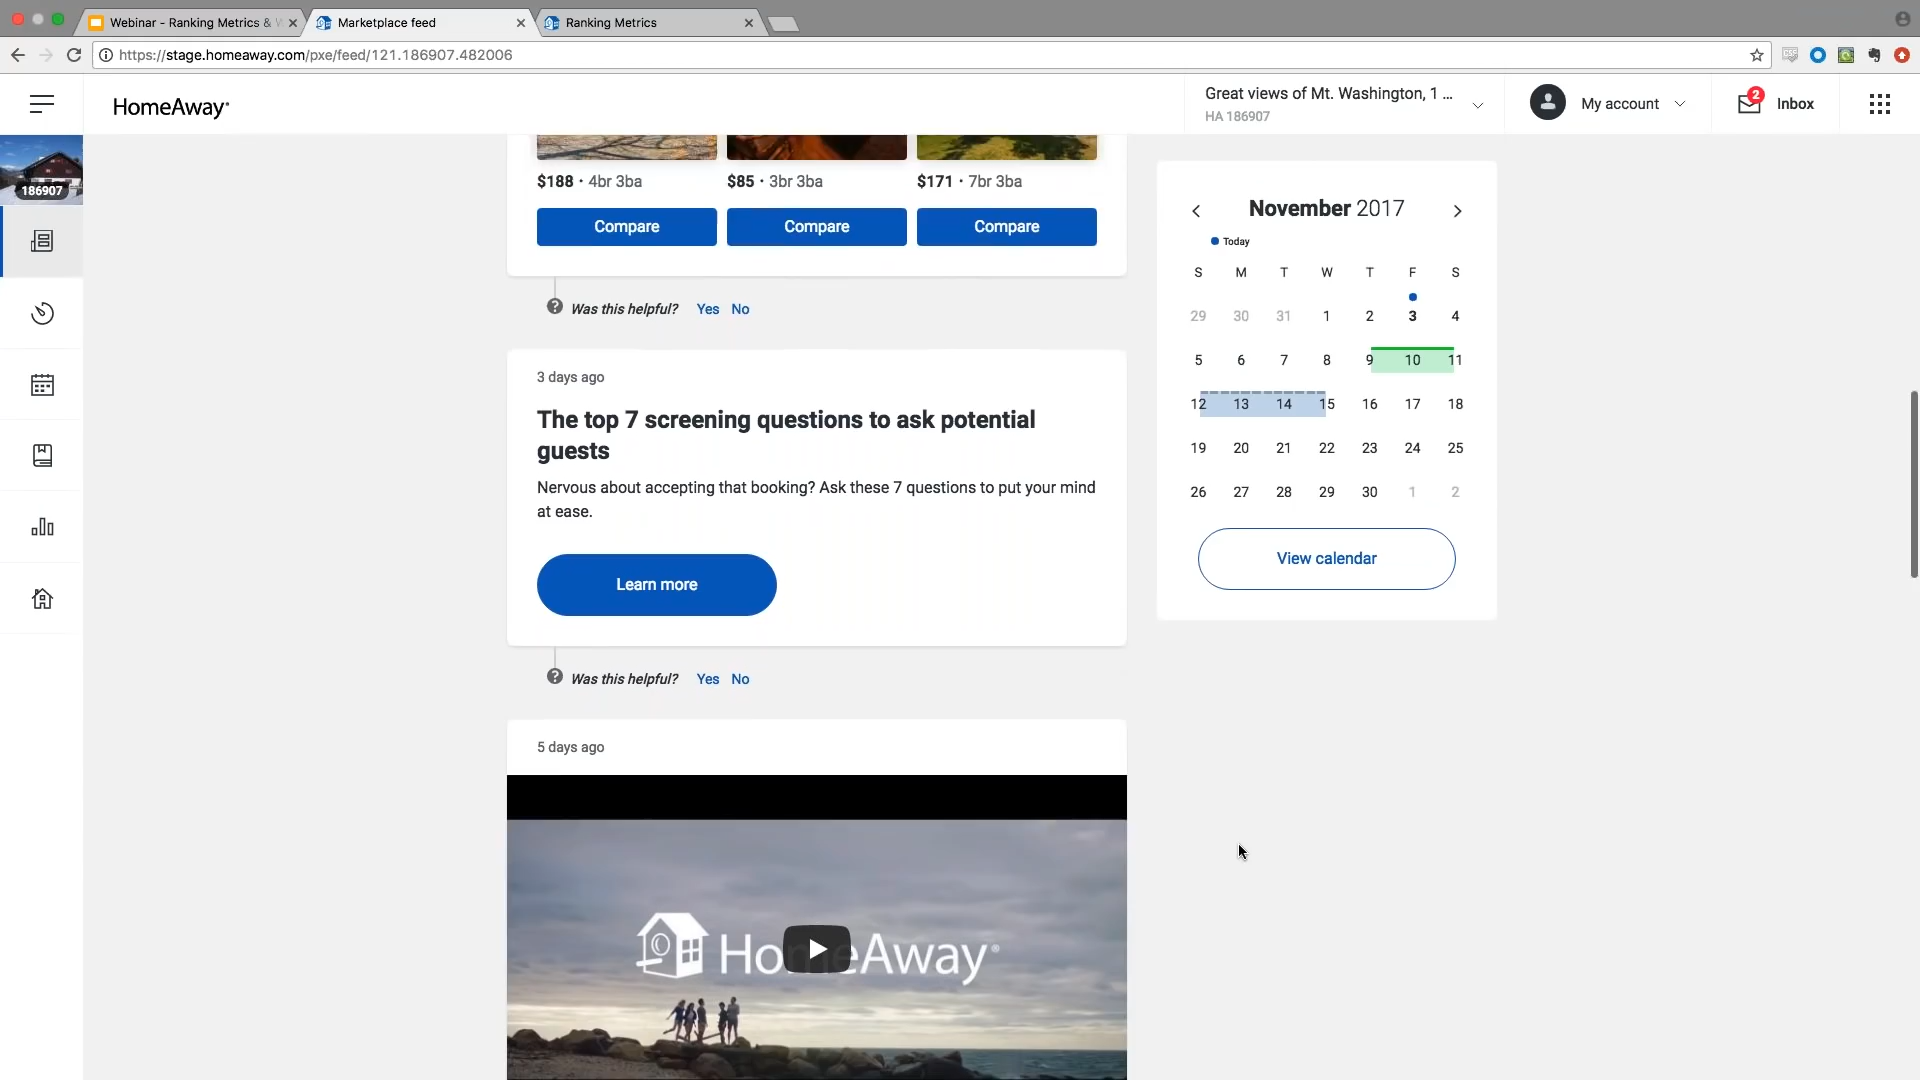 Webinar - Ranking Metrics &
Marketplace feed
Ranking Metrics
https://stage.homeaway.com/pxe/feed/121.186907.482006
HomeAway®
Great views of Mt. Washington, 1 ...
HA 186907
My account
2
Inbox
186907
$188 · 4br 3ba
$85 · 3br 3ba
$171 · 7br 3ba
Compare
Compare
Compare
Was this helpful? Yes No
3 days ago
The top 7 screening questions to ask potential
guests
Nervous about accepting that booking? Ask these 7 questions to put your mind
at ease.
Learn more
Was this helpful? Yes No
5 days ago
HomeAway®
November 2017
Today
S M T W T F S
29 30 31 1 2 3 4
5 6 7 8 9 10 11
12 13 14 15 16 17 18
19 20 21 22 23 24 25
26 27 28 29 30 1 2
View calendar